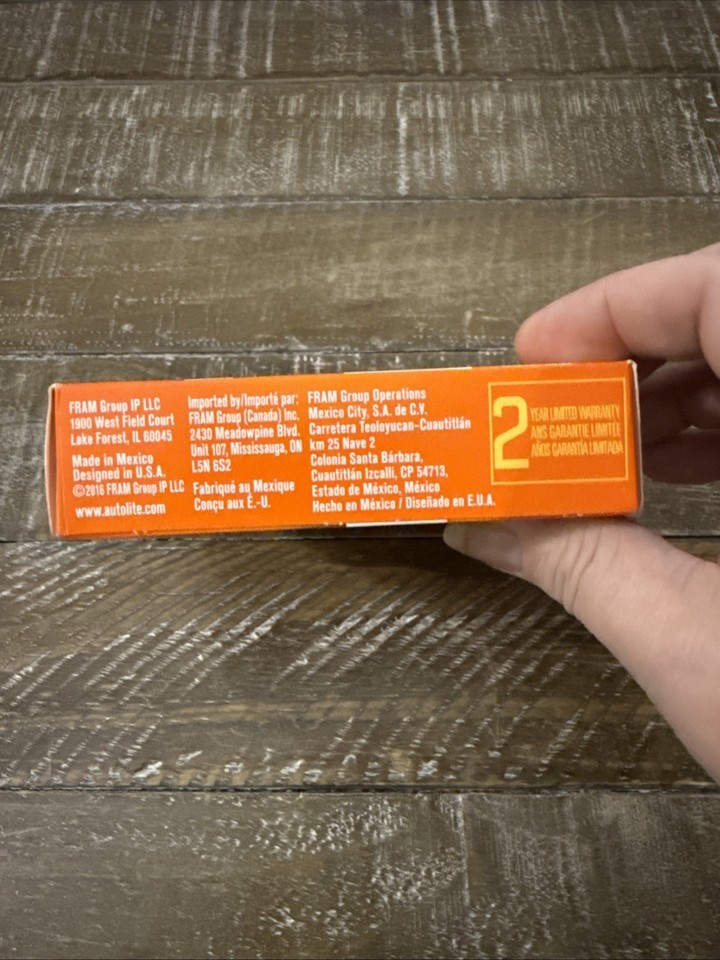 FRAM Group IP LLC
1900 West Field Court
Lake Forest, IL 60045
Made in Mexico
Designed in U.S.A.
©2016 FRAM Group IP LLC
www.autolite.com
Imported by/Importé par:
FRAM Group (Canada) Inc.
2430 Meadowpine Blvd.
Unit 107, Mississauga, ON
L5N 6S2
Fabriqué au Mexique
Conçu aux É.-U.
FRAM Group Operations
Mexico City, S.A. de C.V.
Carretera Teoloyucan-Cuautitlán
km 25 Nave 2
Colonia Santa Bárbara,
Cuautitlán Izcalli, CP 54713,
Estado de México, México
Hecho en México / Diseñado en E.U.A.
2
YEAR LIMITED WARRANTY
ANS GARANTIE LIMITÉE
AÑOS GARANTÍA LIMITADA